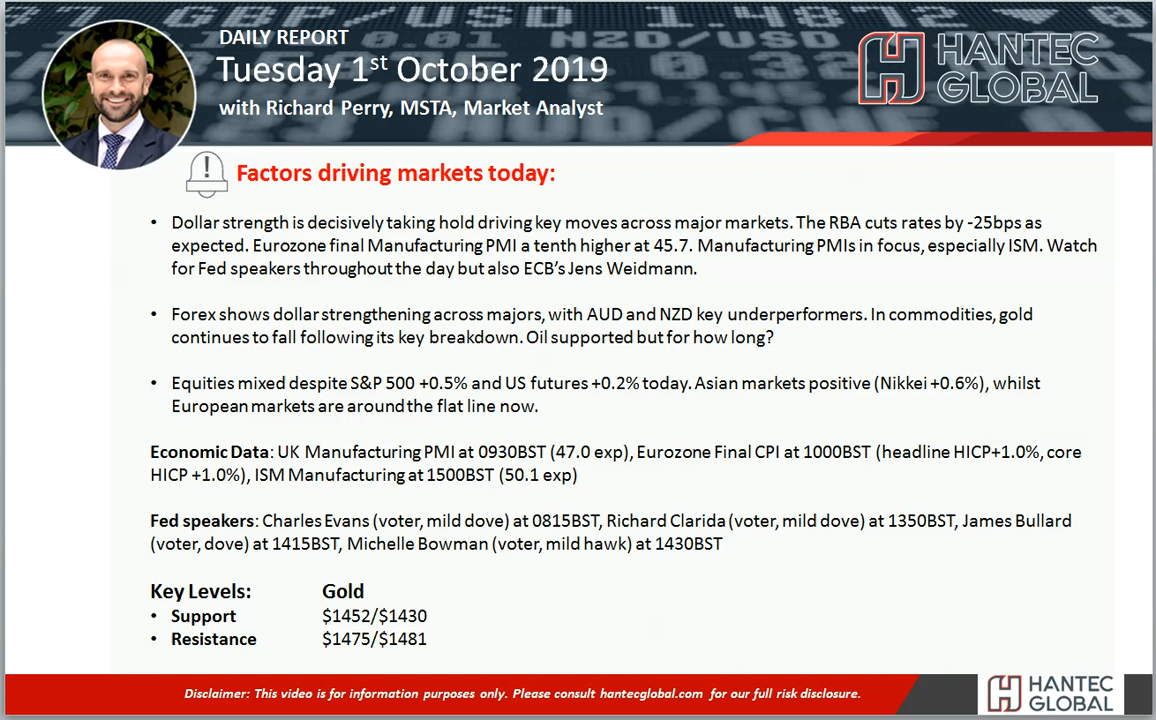 GBP/USD 1.4872
0.01 NZD/USD
DAILY REPORT
Tuesday 1st October 2019
with Richard Perry, MSTA, Market Analyst
HANTEC
GLOBAL
Factors driving markets today:
• Dollar strength is decisively taking hold driving key moves across major markets. The RBA cuts rates by -25bps as
expected. Eurozone final Manufacturing PMI a tenth higher at 45.7. Manufacturing PMIs in focus, especially ISM. Watch
for Fed speakers throughout the day but also ECB's Jens Weidmann.
• Forex shows dollar strengthening across majors, with AUD and NZD key underperformers. In commodities, gold
continues to fall following its key breakdown. Oil supported but for how long?
• Equities mixed despite S&P 500 +0.5% and US futures +0.2% today. Asian markets positive (Nikkei +0.6%), whilst
European markets are around the flat line now.
Economic Data: UK Manufacturing PMI at 0930BST (47.0 exp), Eurozone Final CPI at 1000BST (headline HICP+1.0%, core
HICP +1.0%), ISM Manufacturing at 1500BST (50.1 exp)
Fed speakers: Charles Evans (voter, mild dove) at 0815BST, Richard Clarida (voter, mild dove) at 1350BST, James Bullard
(voter, dove) at 1415BST, Michelle Bowman (voter, mild hawk) at 1430BST
Key Levels: Gold
• Support $1452/$1430
• Resistance $1475/$1481
Disclaimer: This video is for information purposes only. Please consult hantecglobal.com for our full risk disclosure.
HANTEC
GLOBAL